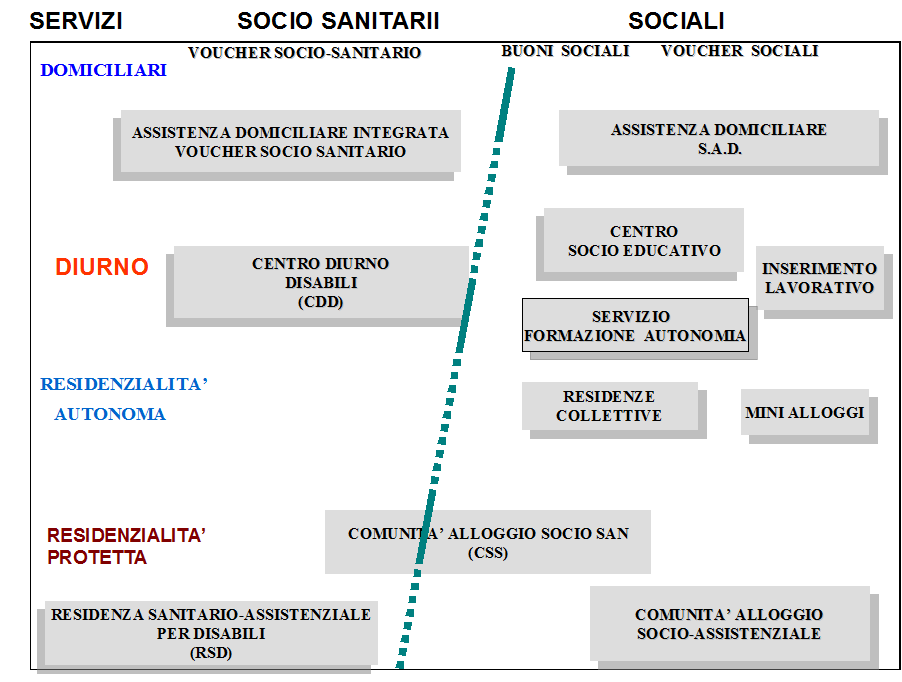 SERVIZI SOCIO SANITARII SOCIALI
VOUCHER SOCIO-SANITARIO BUONI SOCIALI VOUCHER SOCIALI
DOMICILIARI
ASSISTENZA DOMICILIARE INTEGRATA
VOUCHER SOCIO SANITARIO
ASSISTENZA DOMICILIARE
S.A.D.
DIURNO
CENTRO DIURNO
DISABILI
(CDD)
CENTRO
SOCIO EDUCATIVO
INSERIMENTO
LAVORATIVO
SERVIZIO
FORMAZIONE AUTONOMIA
RESIDENZIALITA’
AUTONOMA
RESIDENZE
COLLETTIVE
MINI ALLOGGI
RESIDENZIALITA’
PROTETTA
COMUNITA’ ALLOGGIO SOCIO SAN
(CSS)
RESIDENZA SANITARIO-ASSISTENZIALE
PER DISABILI
(RSD)
COMUNITA’ ALLOGGIO
SOCIO-ASSISTENZIALE